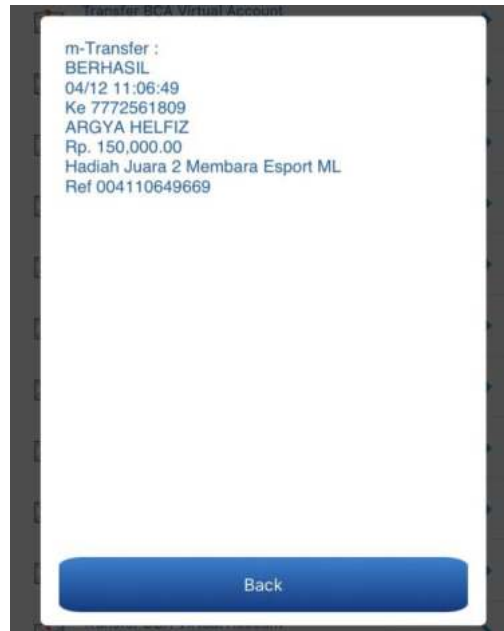 Transfer BCA Virtual Account
m-Transfer :
BERHASIL
04/12 11:06:49
Ke 7772561809
ARGYA HELFIZ
Rp. 150,000.00
Hadiah Juara 2 Membara Esport ML
Ref 004110649669
Back